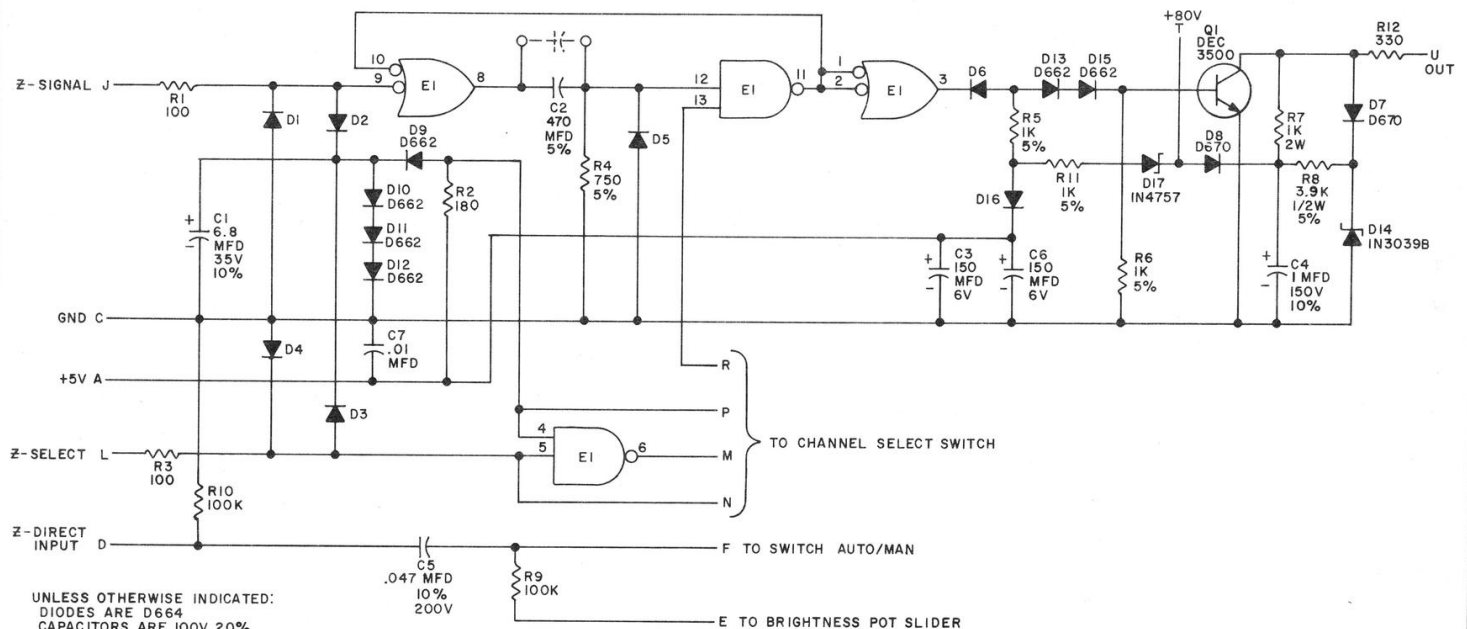 +80V
Q1
DEC
3500
R12
330
U
OUT
10
9
E1
8
C2
470
MFD
5%
1
2
11
12
13
E1
E1
3
D6
D13
D662
D15
D662
Z-SIGNAL J
R1
100
D1
D2
D9
D662
D5
R4
750
5%
R2
180
R5
1K
5%
R11
1K
5%
D17
IN4757
D8
D670
R7
1K
2W
D7
D670
R8
3.9K
1/2W
5%
D14
IN3039B
D16
C1
6.8
MFD
35V
10%
+
-
D10
D662
D11
D662
D12
D662
C3
150
MFD
6V
+
-
C6
150
MFD
6V
+
-
R6
1K
5%
C4
1 MFD
150V
10%
+
-
GND C
D4
C7
.01
MFD
+5V A
D3
R
P
M
N
TO CHANNEL SELECT SWITCH
4
5
E1
6
Z-SELECT L
R3
100
R10
100K
Z-DIRECT
INPUT D
C5
.047 MFD
10%
200V
R9
100K
F TO SWITCH AUTO/MAN
E TO BRIGHTNESS POT SLIDER
UNLESS OTHERWISE INDICATED:
DIODES ARE D664
CAPACITORS ARE 100V, 20%